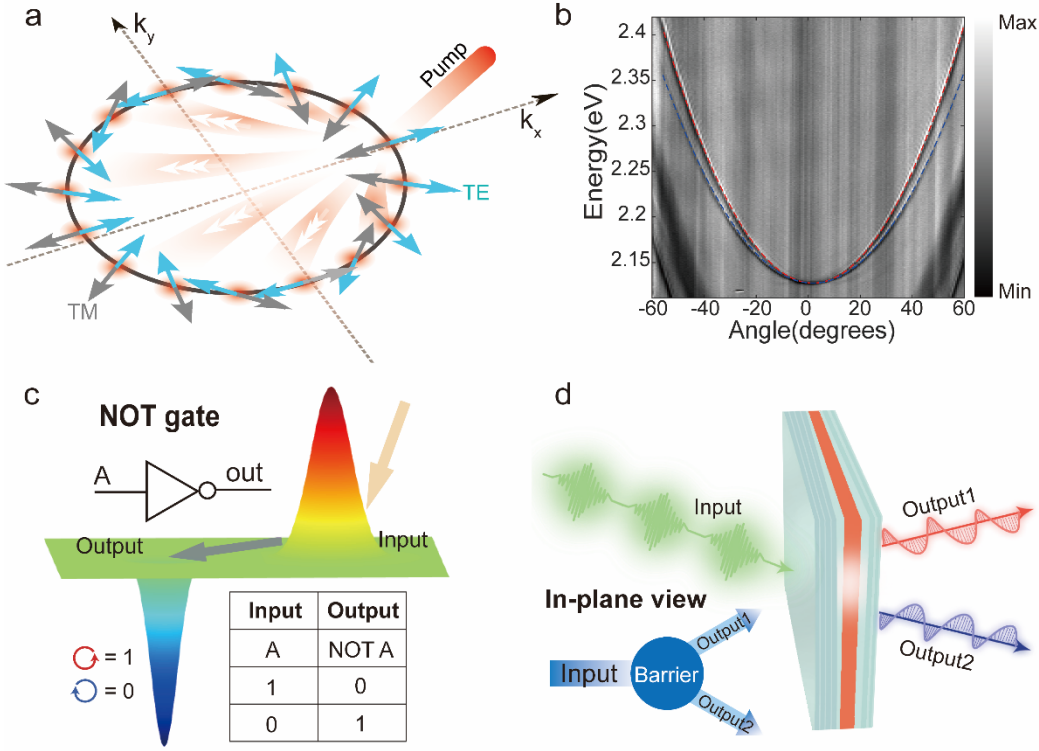 a
k_y
Pump
k_x
TE
TM
b
Energy(eV)
2.4
2.35
2.3
2.25
2.2
2.15
-60
-40
-20
0
20
40
60
Angle(degrees)
Max
Min
c
NOT gate
A
out
Output
Input
= 1
= 0
Input Output
A NOT A
1 0
0 1
d
Input
Output1
Output2
In-plane view
Input
Barrier
Output1
Output2